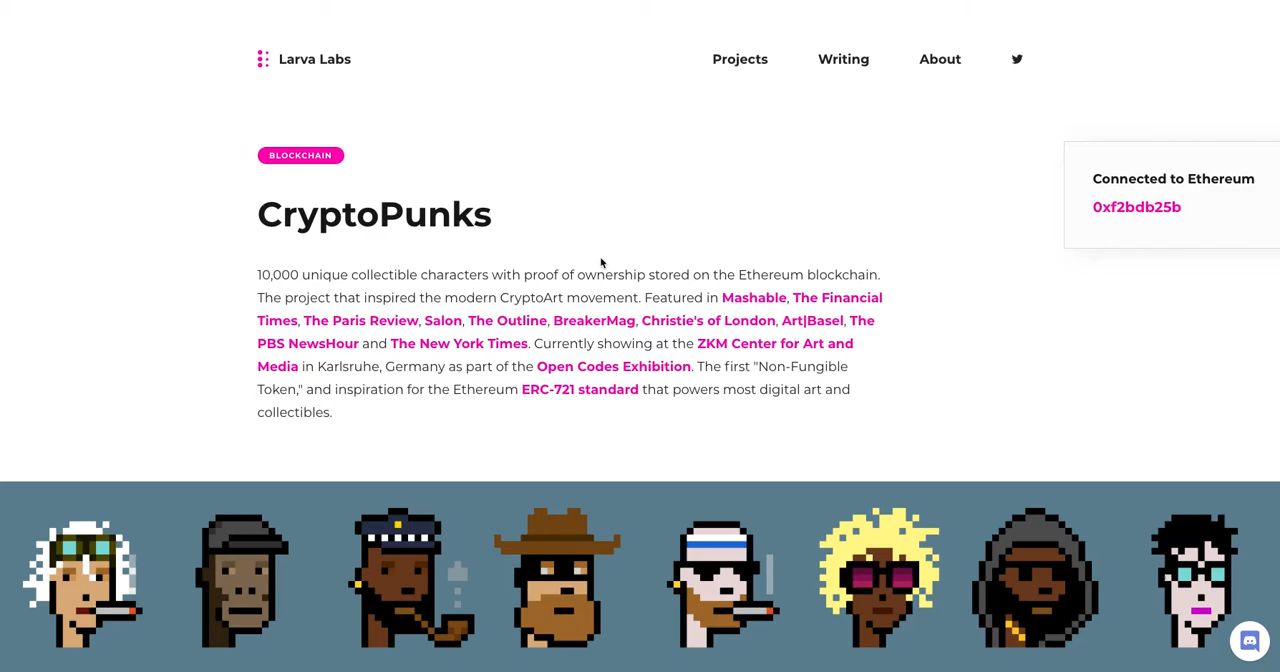 Larva Labs
Projects
Writing
About
BLOCKCHAIN
Connected to Ethereum
0xf2bdb25b
CryptoPunks
10,000 unique collectible characters with proof of ownership stored on the Ethereum blockchain.
The project that inspired the modern CryptoArt movement. Featured in Mashable, The Financial
Times, The Paris Review, Salon, The Outline, BreakerMag, Christie's of London, Art|Basel, The
PBS NewsHour and The New York Times. Currently showing at the ZKM Center for Art and
Media in Karlsruhe, Germany as part of the Open Codes Exhibition. The first "Non-Fungible
Token," and inspiration for the Ethereum ERC-721 standard that powers most digital art and
collectibles.